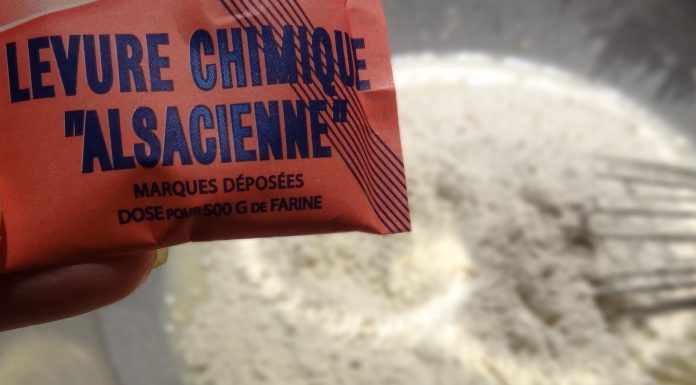 LEVURE CHIMIQUE
"ALSACIENNE"
MARQUES DÉPOSÉES
DOSE POUR 500 G DE FARINE